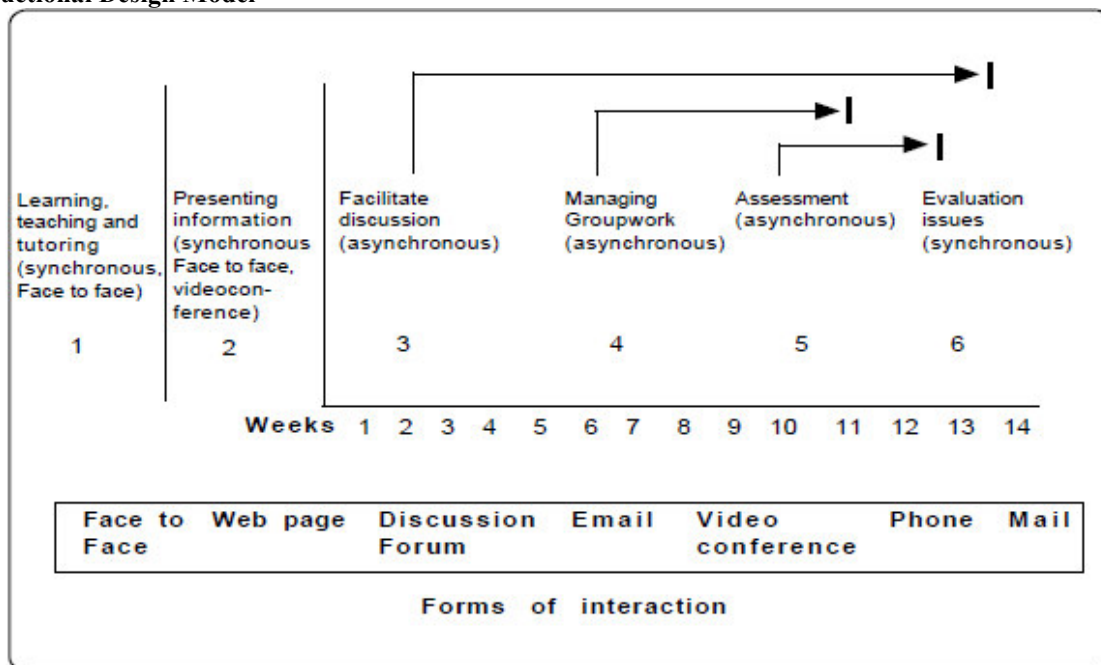 actional Design Model
Learning,
teaching and
tutoring
(synchronous,
Face to face)
1
Presenting
information
(synchronous
Face to face,
videocon-
ference)
2
Facilitate
discussion
(asynchronous)
3
Managing
Groupwork
(asynchronous)
4
Assessment
(asynchronous)
5
Evaluation
issues
(synchronous)
6
Weeks 1 2 3 4 5 6 7 8 9 10 11 12 13 14
Face to Face
Web page
Discussion Forum
Email
Video conference
Phone
Mail
Forms of interaction